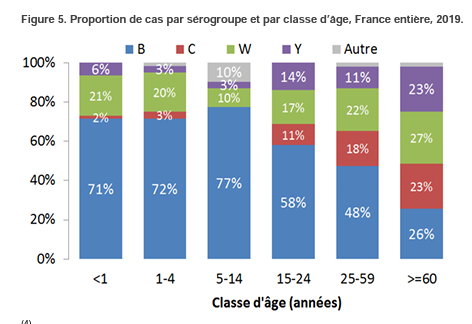 Figure 5. Proportion de cas par sérogroupe et par classe d'âge, France entière, 2019.
B C W Y Autre
100%
80%
60%
40%
20%
0%
6% 3% 10% 14% 11% 23%
3%
21% 20% 10% 17% 22% 27%
2% 3% 11% 18% 23%
71% 72% 77% 58% 48% 26%
<1 1-4 5-14 15-24 25-59 >=60
Classe d'âge (années)